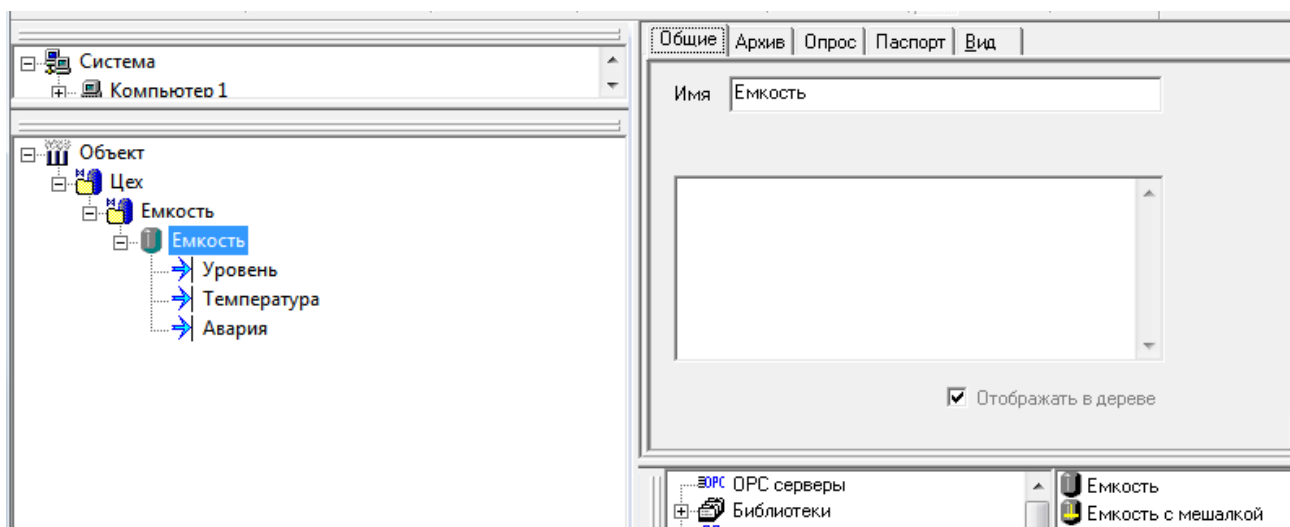 Система
Компьютер 1
Объект
Цех
Емкость
Емкость
Уровень
Температура
Авария
Общие Архив Опрос Паспорт Вид
Имя Емкость
Отображать в дереве
OPC OPC серверы
Библиотеки
Емкость
Емкость с мешалкой